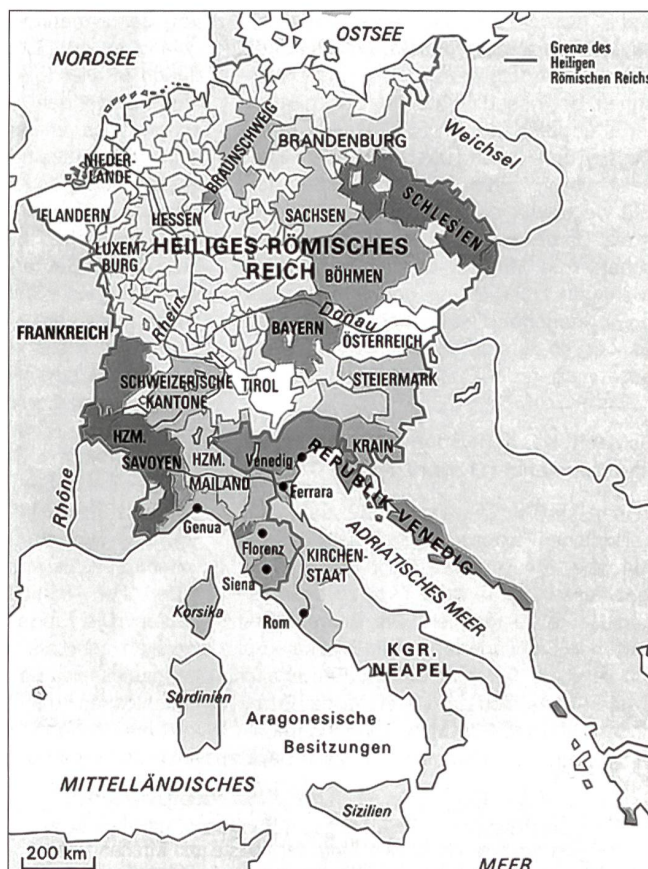 OSTSEE
NORDSEE
Grenze des
Heiligen
Römischen Reichs
Weichsel
BRAUNSCHWEIG
BRANDENBURG
NIEDER-
LANDE
SCHLESIEN
FLANDERN
HESSEN
SACHSEN
LUXEM-
BURG
HEILIGES RÖMISCHES
REICH
BÖHMEN
Rhein
Donau
FRANKREICH
BAYERN
ÖSTERREICH
SCHWEIZERISCHE
KANTONE
TIROL
STEIERMARK
HZM.
SAVOYEN
HZM.
MAILAND
Venedig
KRAIN
REPUBLIK VENEDIG
Rhône
Ferrara
Genua
Florenz
KIRCHEN-
STAAT
ADRIATISCHES MEER
Siena
Korsika
Rom
KGR.
NEAPEL
Sardinien
Aragonesische
Besitzungen
MITTELLÄNDISCHES
Sizilien
200 km
MEER